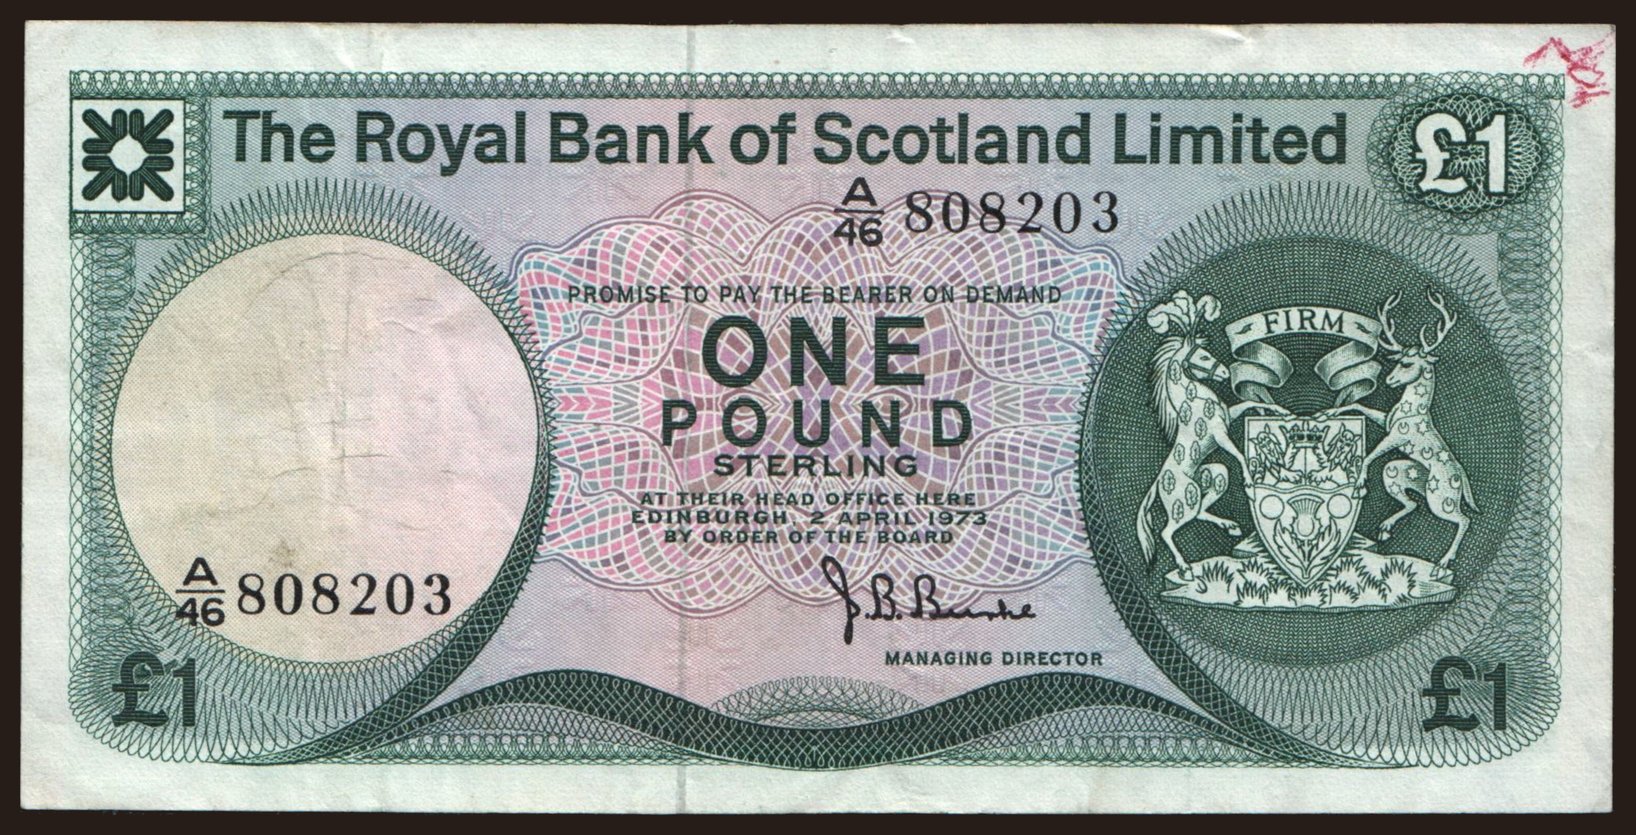 The Royal Bank of Scotland Limited
£1
A/46 808203
PROMISE TO PAY THE BEARER ON DEMAND
ONE
POUND
STERLING
AT THEIR HEAD OFFICE HERE
EDINBURGH, 2 APRIL 1973
BY ORDER OF THE BOARD
FIRM
A/46 808203
J.B. Burke
MANAGING DIRECTOR
£1
£1